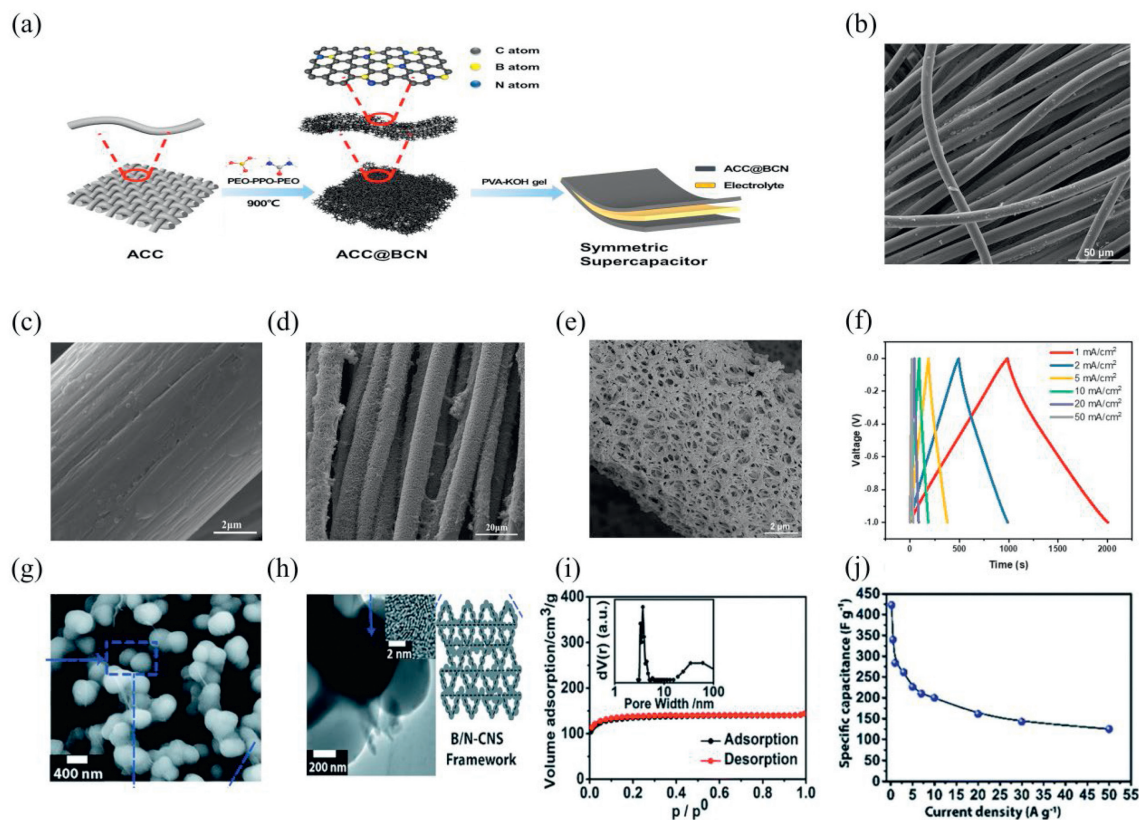 (a)
C atom
B atom
N atom
PEO-PPO-PEO
900℃
PVA-KOH gel
ACC@BCN
Electrolyte
ACC
ACC@BCN
Symmetric
Supercapacitor
(b)
50 μm
(c)
2μm
(d)
20μm
(e)
2 μm
(f)
1 mA/cm²
2 mA/cm²
5 mA/cm²
10 mA/cm²
20 mA/cm²
50 mA/cm²
Valtage (V)
0.0
-0.2
-0.4
-0.6
-0.8
-1.0
0 500 1000 1500 2000
Time (s)
(g)
400 nm
(h)
2 nm
200 nm
B/N-CNS
Framework
(i)
Volume adsorption/cm³/g
400
300
200
100
0
dV(r) (a.u.)
1 10 100
Pore Width /nm
Adsorption
Desorption
0.0 0.2 0.4 0.6 0.8 1.0
p / p⁰
(j)
Specific capacitance (F g⁻¹)
450
400
350
300
250
200
150
100
50
0
0 5 10 15 20 25 30 35 40 45 50 55
Current density (A g⁻¹)